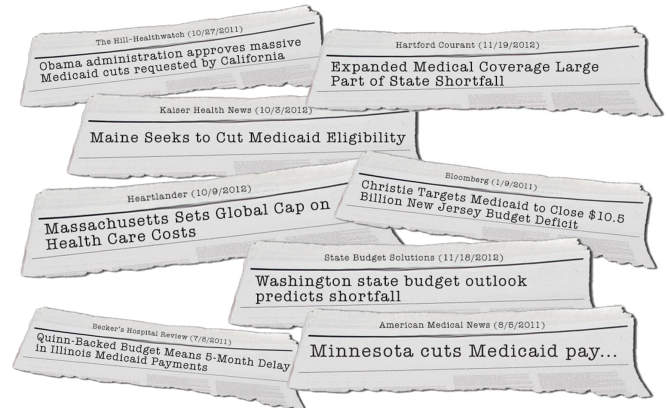 The Hill-Healthwatch (10/27/2011)
Obama administration approves massive
Medicaid cuts requested by California
Hartford Courant (11/19/2012)
Expanded Medical Coverage Large
Part of State Shortfall
Kaiser Health News (10/3/2012)
Maine Seeks to Cut Medicaid Eligibility
Heartlander (10/9/2012)
Massachusetts Sets Global Cap on
Health Care Costs
Bloomberg (1/9/2011)
Christie Targets Medicaid to Close $10.5
Billion New Jersey Budget Deficit
State Budget Solutions (11/18/2012)
Washington state budget outlook
predicts shortfall
Becker's Hospital Review (7/8/2011)
Quinn-Backed Budget Means 5-Month Delay
in Illinois Medicaid Payments
American Medical News (8/5/2011)
Minnesota cuts Medicaid pay...